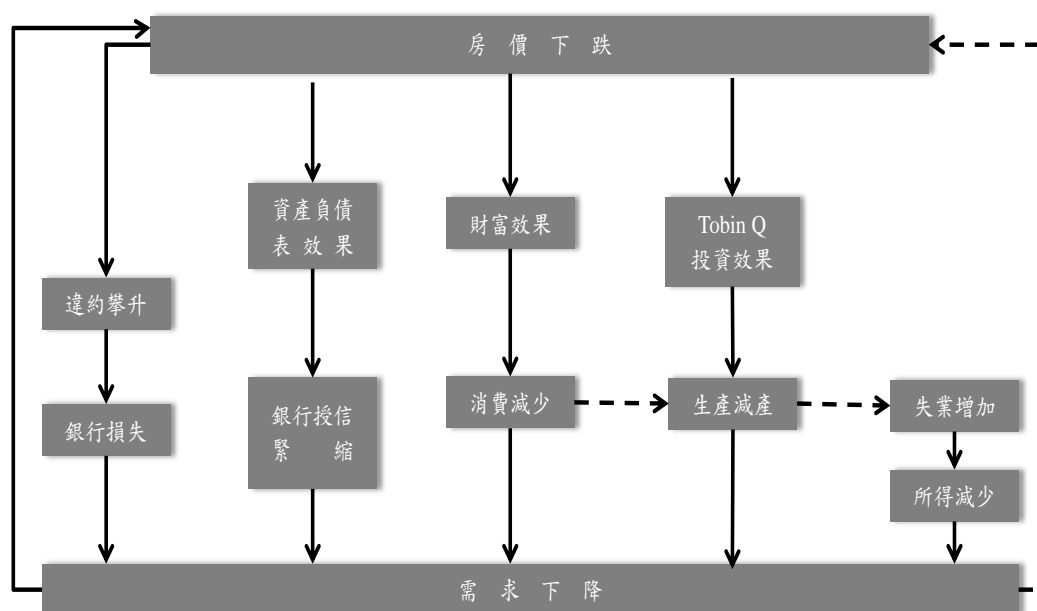 房價下跌
資產負債
表效果
財富效果
Tobin Q
投資效果
違約攀升
銀行授信
緊縮
消費減少
生產減產
失業增加
銀行損失
所得減少
需求下降